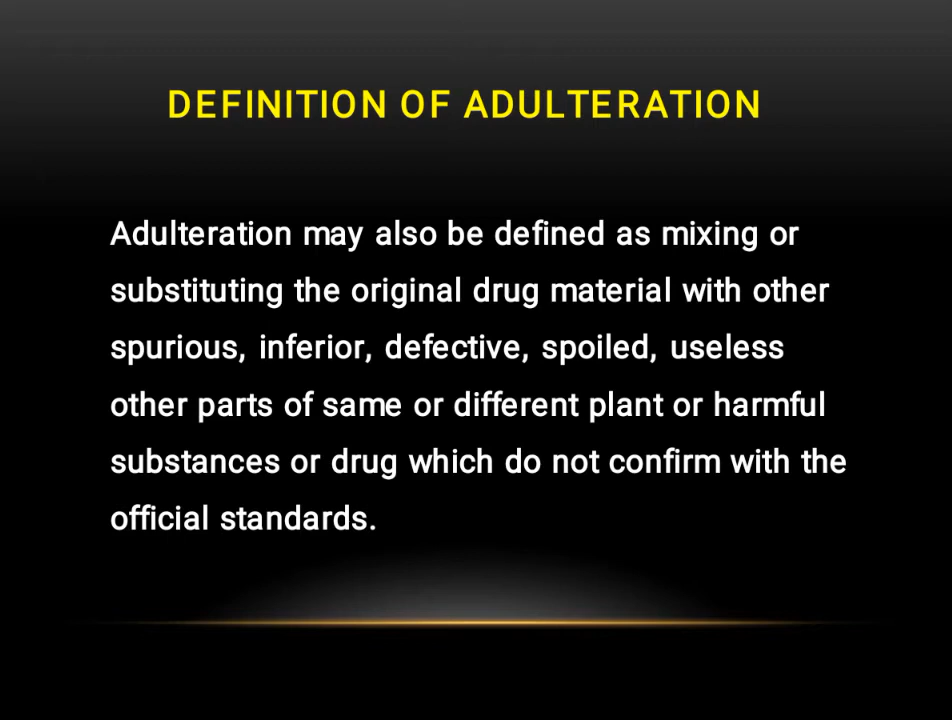 DEFINITION OF ADULTERATION
Adulteration may also be defined as mixing or
substituting the original drug material with other
spurious, inferior, defective, spoiled, useless
other parts of same or different plant or harmful
substances or drug which do not confirm with the
official standards.